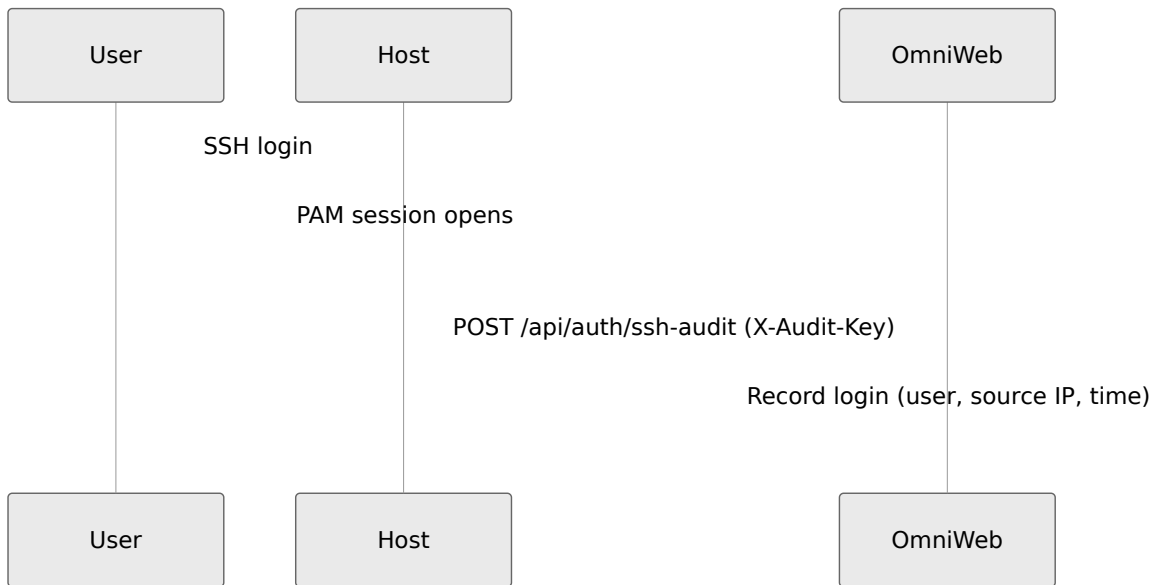 User
Host
OmniWeb
SSH login
PAM session opens
POST /api/auth/ssh-audit (X-Audit-Key)
Record login (user, source IP, time)
User
Host
OmniWeb